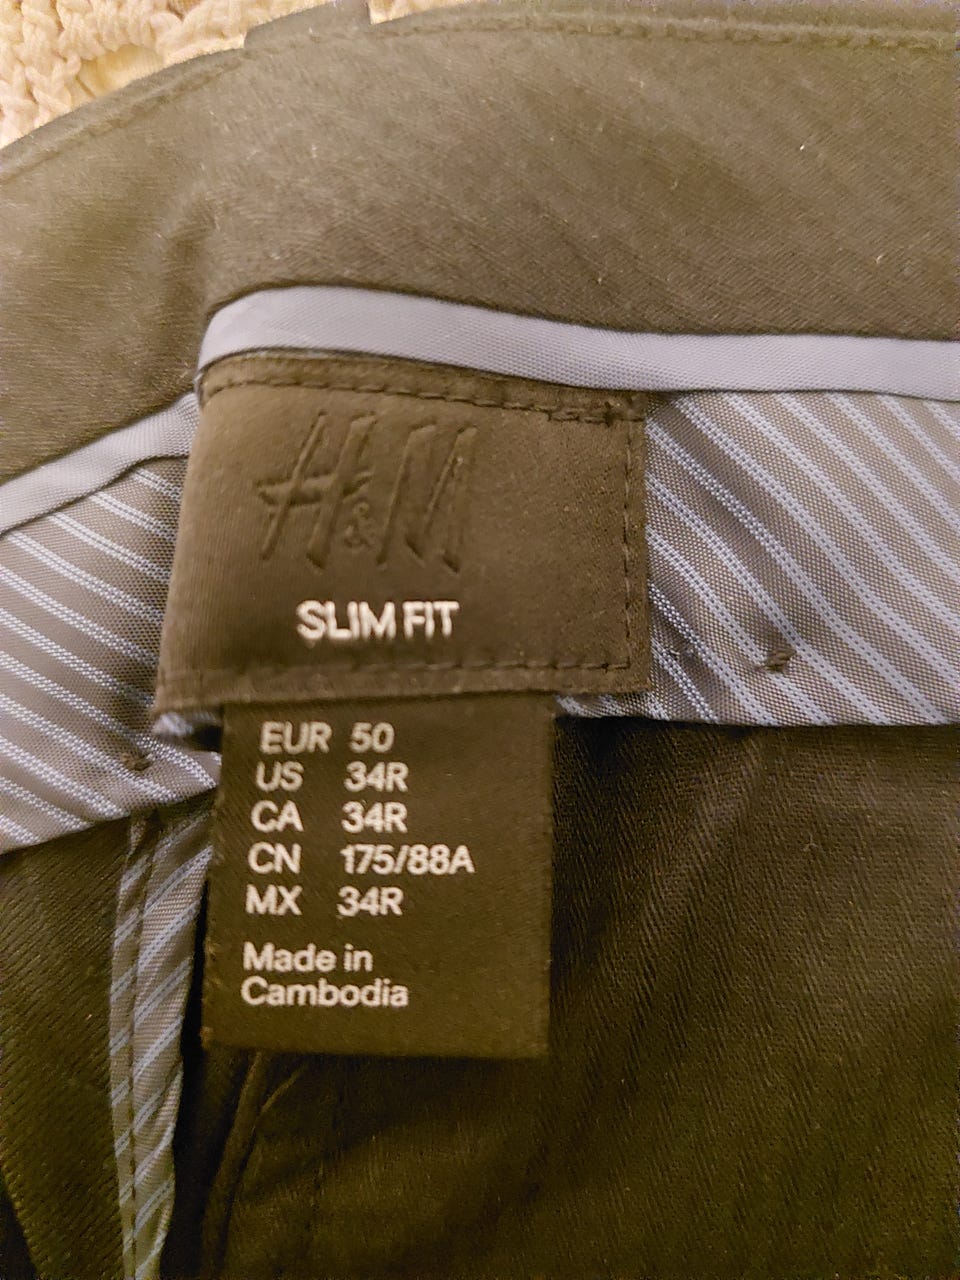 H&M
SLIM FIT
EUR 50
US 34R
CA 34R
CN 175/88A
MX 34R
Made in
Cambodia